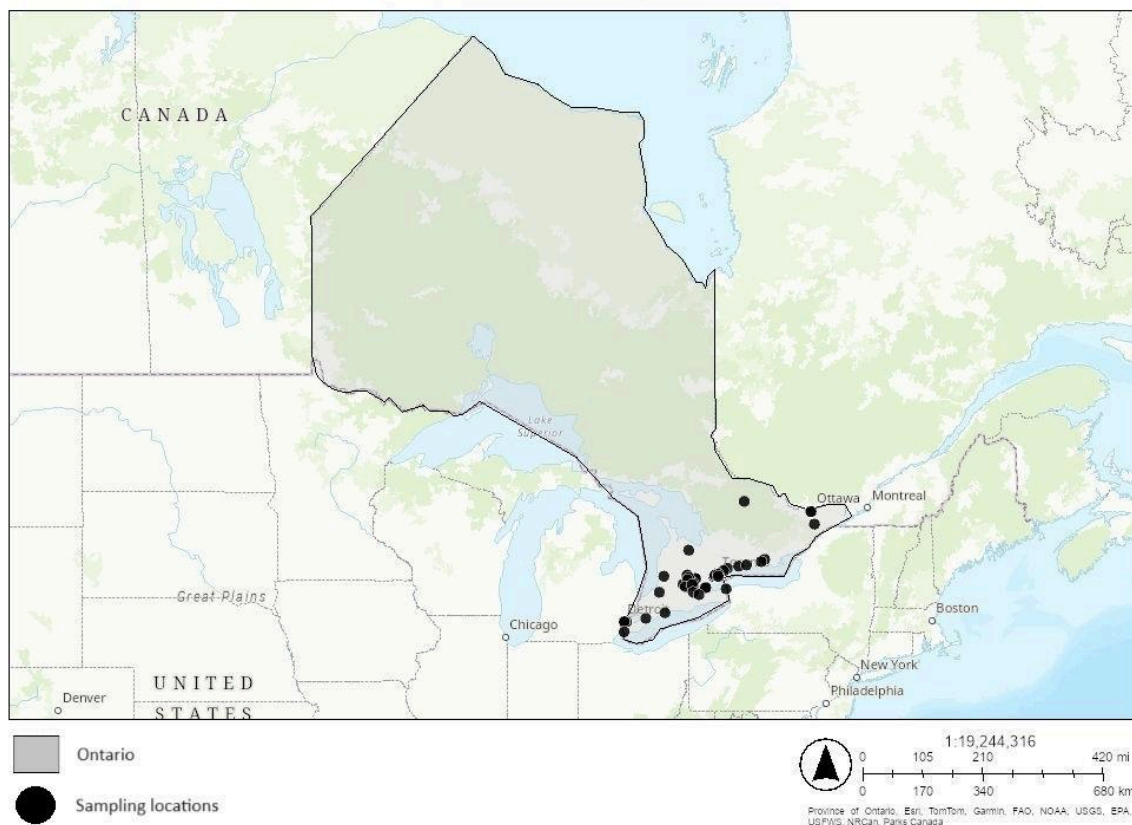 CANADA
Lake
Superior
Ottawa
Montreal
Great Plains
Detroit
Boston
Chicago
New York
Philadelphia
Denver
UNITED
STATES
Ontario
Sampling locations
1:19,244,316
0 105 210 420 mi
0 170 340 680 km
Province of Ontario, Esri, TomTom, Garmin, FAO, NOAA, USGS, EPA,
USFWS, NRCan, Parks Canada